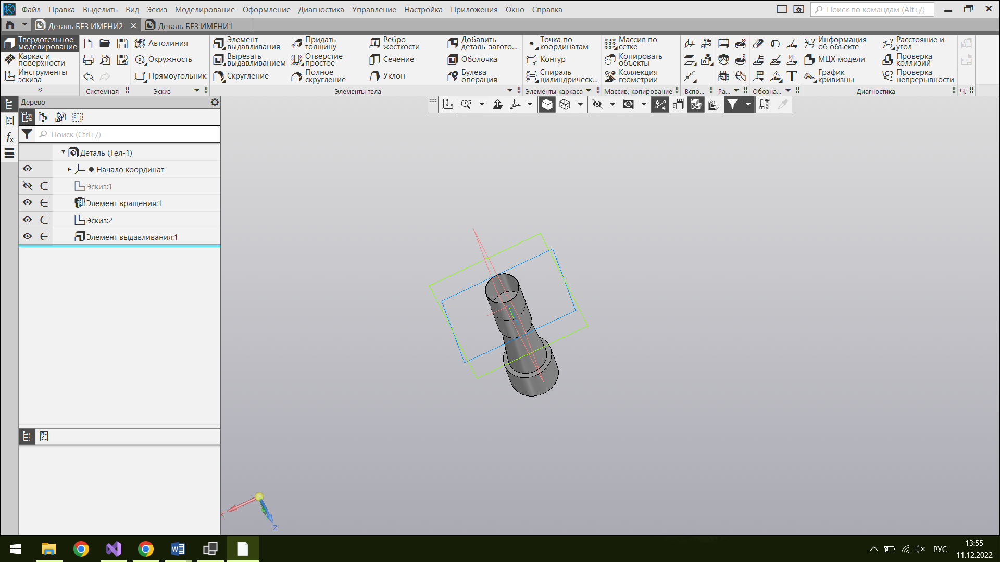 Файл Правка Выделить Вид Эскиз Моделирование Оформление Диагностика Управление Настройка Приложения Окно Справка Поиск по командам (Alt+/)
Деталь БЕЗ ИМЕНИ2 Деталь БЕЗ ИМЕНИ1
Твердотельное моделирование
Каркас и поверхности
Инструменты эскиза
Системная
Автолиния
Окружность
Прямоугольник
Эскиз
Элемент выдавливания
Вырезать выдавливанием
Скругление
Придать толщину
Отверстие простое
Полное скругление
Ребро жесткости
Сечение
Уклон
Добавить деталь-загото...
Оболочка
Булева операция
Элементы тела
Точка по координатам
Контур
Спираль цилиндрическ...
Элементы каркаса
Массив по сетке
Копировать объекты
Коллекция геометрии
Массив, копирование
Вспо...
Ра...
Обозна...
Информация об объекте
МЦХ модели
График кривизны
Расстояние и угол
Проверка коллизий
Проверка непрерывности
Диагностика
Ч.
Дерево
Поиск (Ctrl+/)
Деталь (Тел-1)
Начало координат
Эскиз:1
Элемент вращения:1
Эскиз:2
Элемент выдавливания:1
X
Z
РУС
13:55
11.12.2022